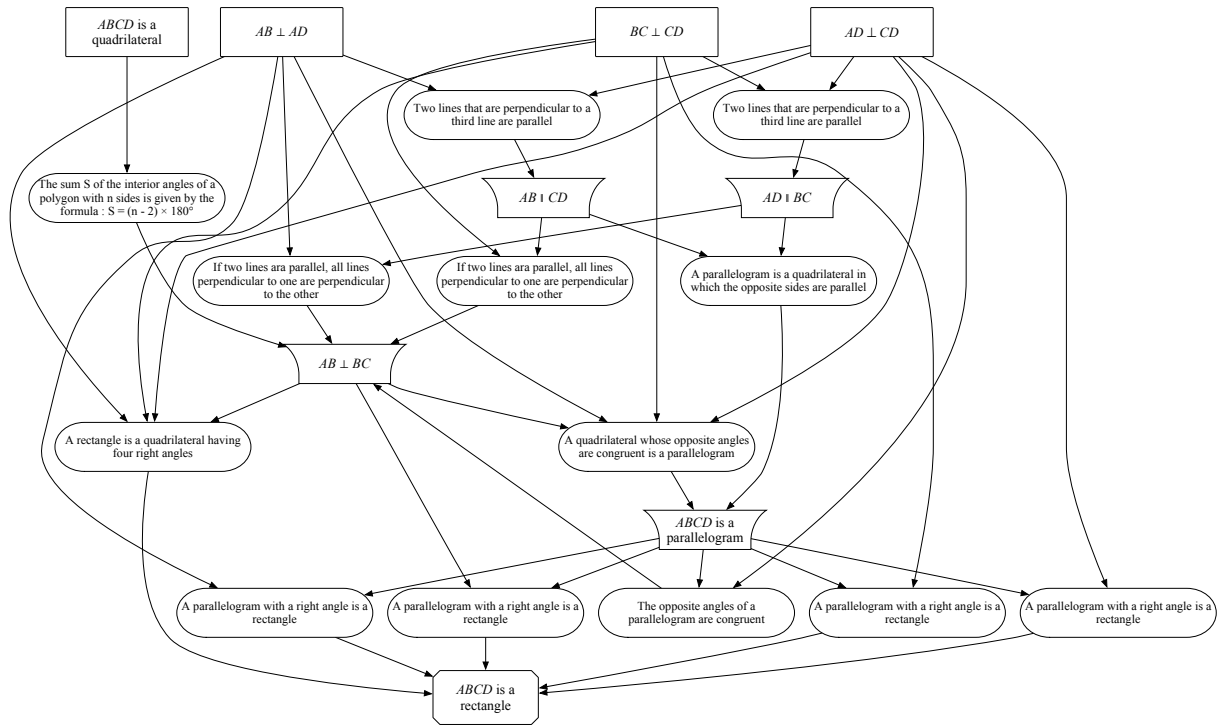 ABCD is a
quadrilateral
AB ⊥ AD
BC ⊥ CD
AD ⊥ CD
Two lines that are perpendicular to a
third line are parallel
Two lines that are perpendicular to a
third line are parallel
The sum S of the interior angles of a
polygon with n sides is given by the
formula : S = (n - 2) × 180°
AB ∥ CD
AD ∥ BC
If two lines ara parallel, all lines
perpendicular to one are perpendicular
to the other
If two lines ara parallel, all lines
perpendicular to one are perpendicular
to the other
A parallelogram is a quadrilateral in
which the opposite sides are parallel
AB ⊥ BC
A rectangle is a quadrilateral having
four right angles
A quadrilateral whose opposite angles
are congruent is a parallelogram
ABCD is a
parallelogram
A parallelogram with a right angle is a
rectangle
A parallelogram with a right angle is a
rectangle
The opposite angles of a
parallelogram are congruent
A parallelogram with a right angle is a
rectangle
A parallelogram with a right angle is a
rectangle
ABCD is a
rectangle